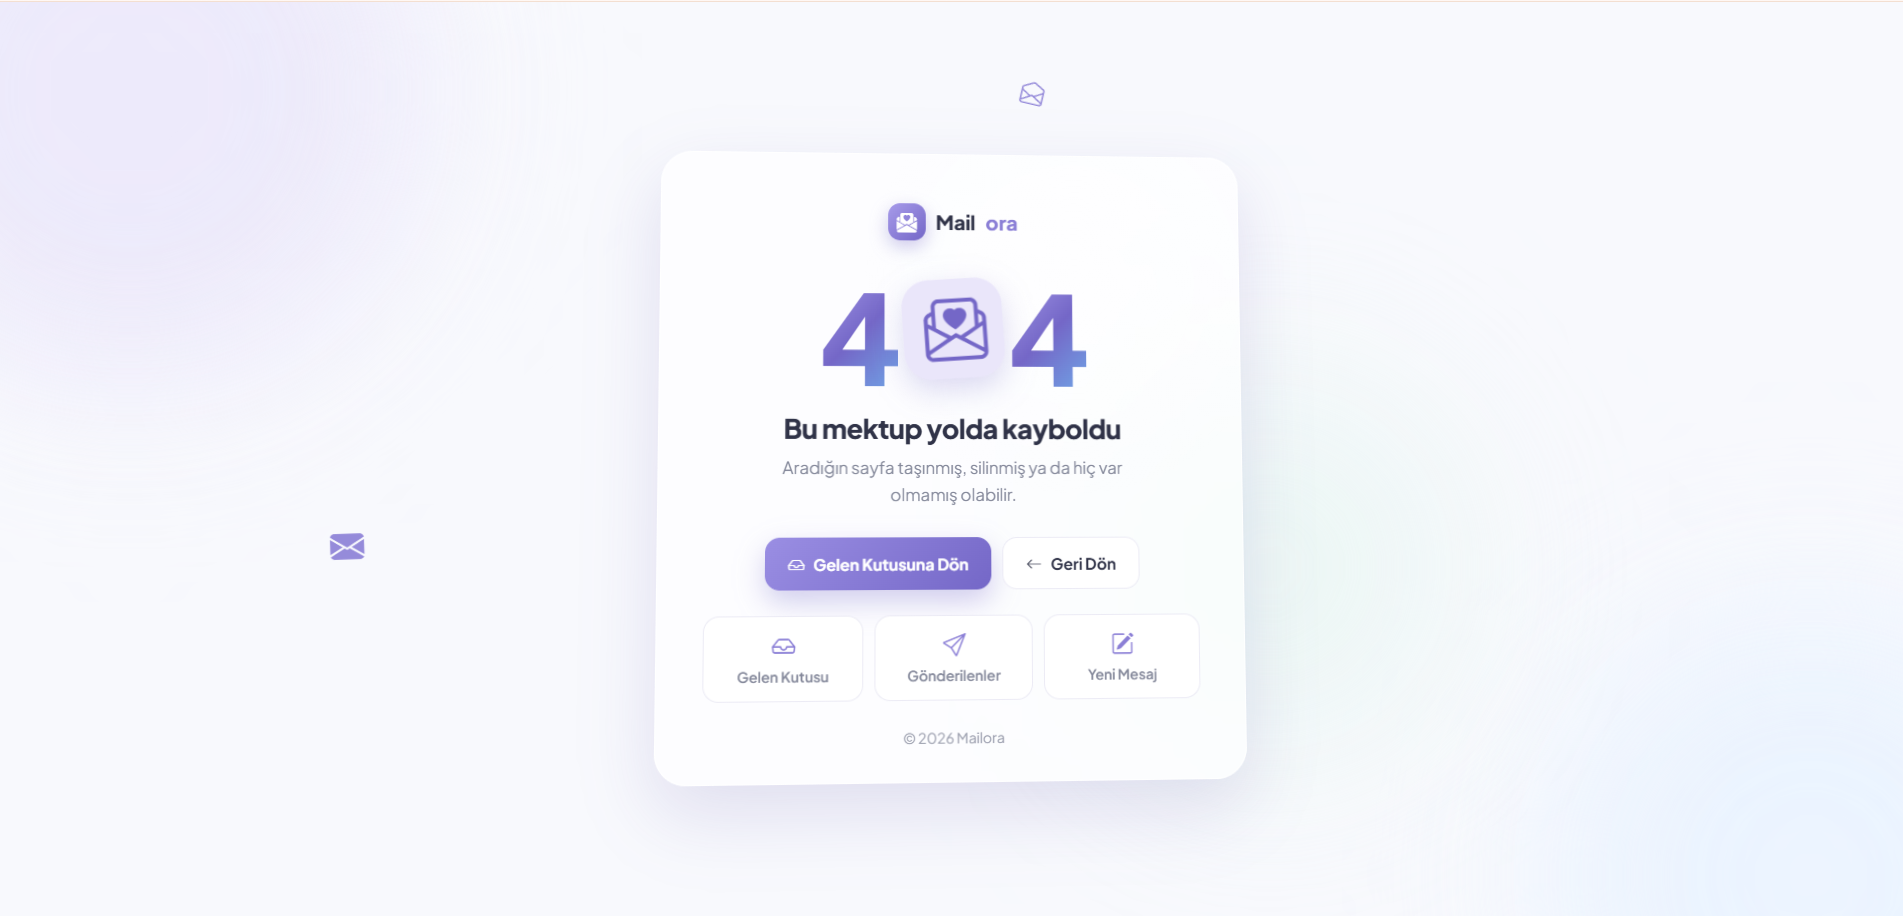 Mail ora
4 4
Bu mektup yolda kayboldu
Aradığın sayfa taşınmış, silinmiş ya da hiç var
olmamış olabilir.
Gelen Kutusuna Dön
Geri Dön
Gelen Kutusu
Gönderilenler
Yeni Mesaj
© 2026 Mailora